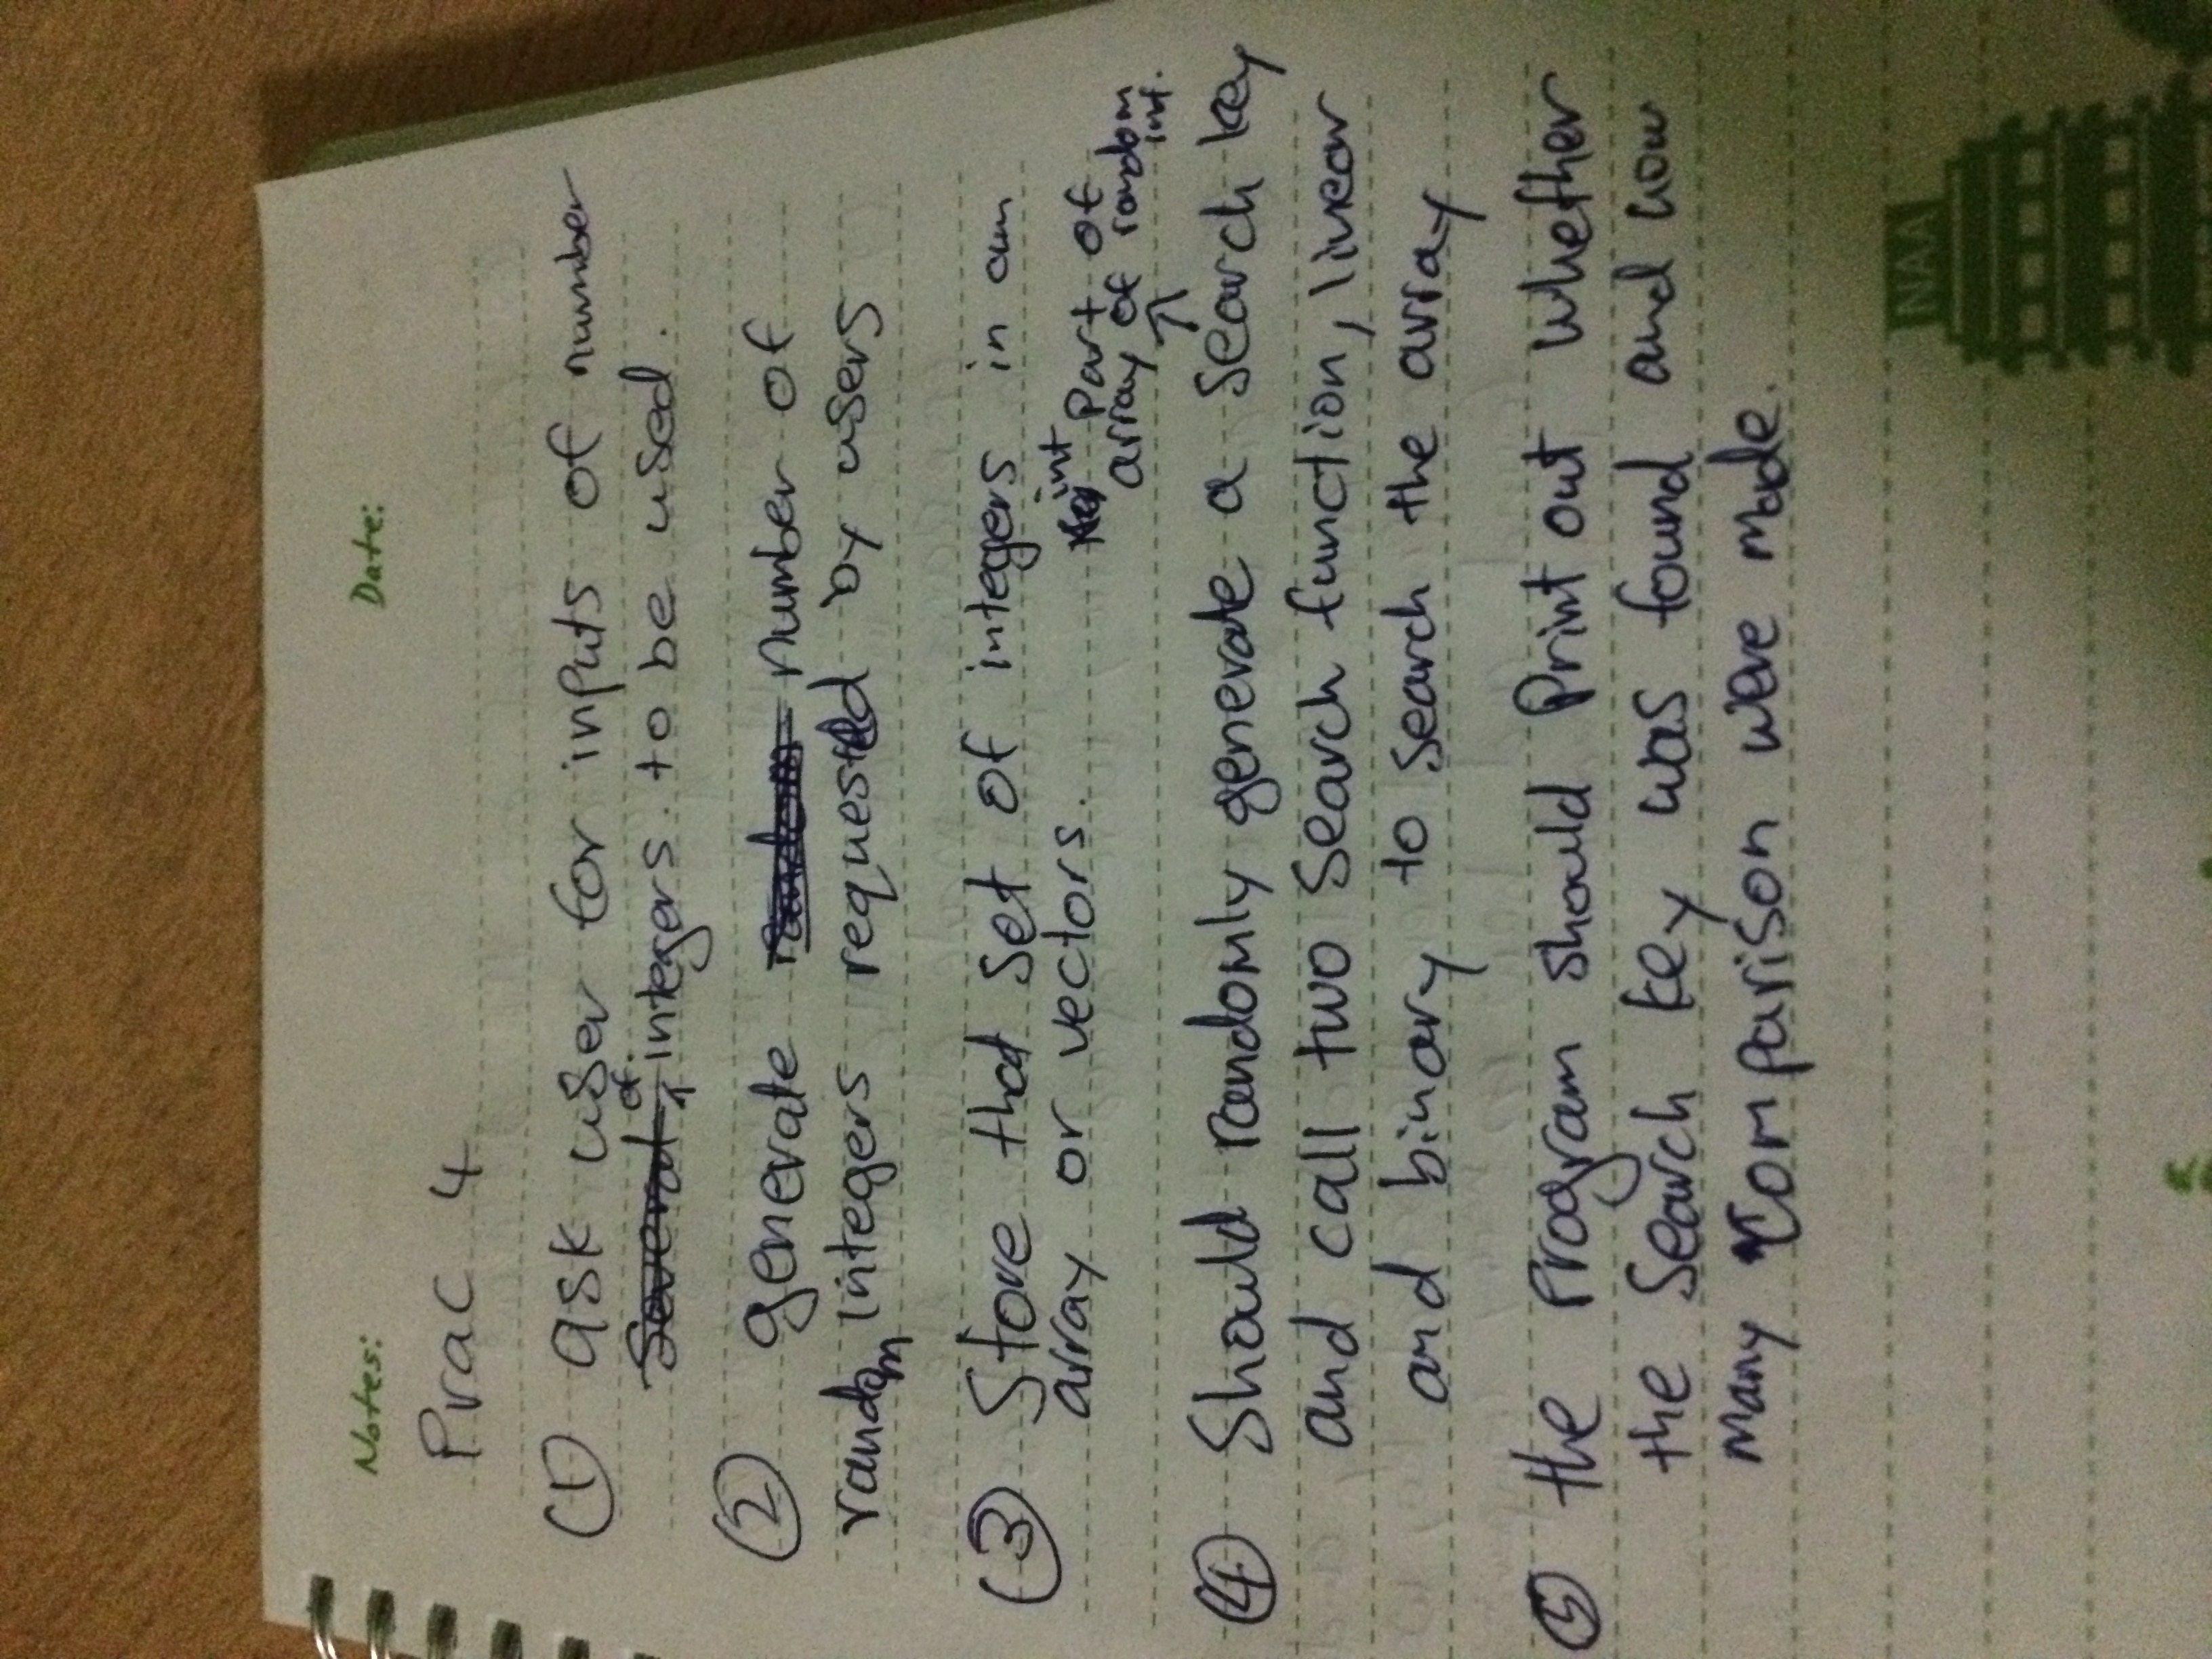 Notes: Date:
Prac 4
① ask user for inputs of number
Several of integers. to be used.
② generate random number of
random integers requested by users
③ Store that set of integers in an
array or vectors.
int Part of
array of random
int.
④ Should randomly generate a search key
and call two search function, linear
and binary to search the array
⑤ the Program should Print out whether
the Search key was found and how
many comparison were made.
NAA